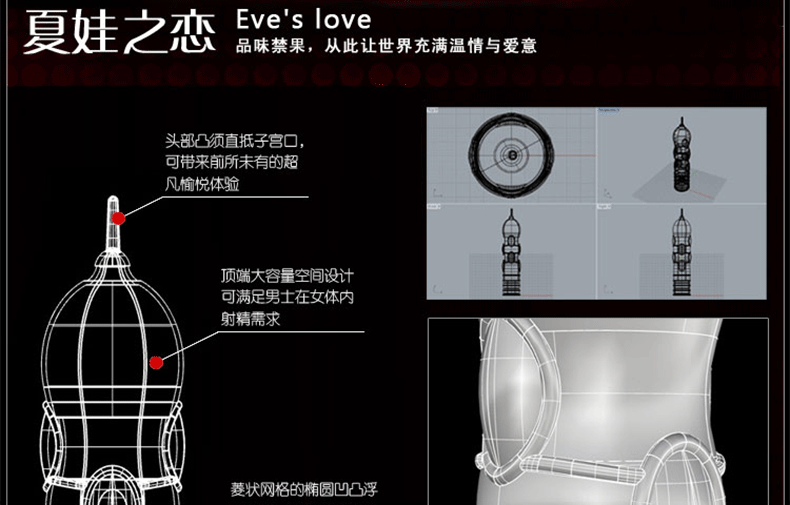 夏娃之恋
Eve's love
品味禁果，从此让世界充满温情与爱意
头部凸须直抵子宫口，
可带来前所未有的超
凡愉悦体验
顶端大容量空间设计
可满足男士在女体内
射精需求
菱状网格的椭圆凹凸浮